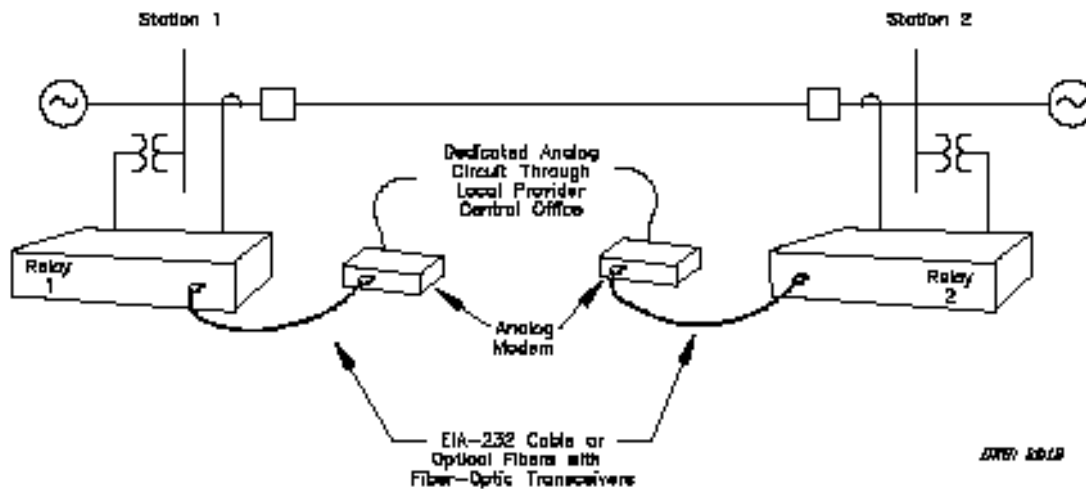 Station 1
Station 2
Dedicated Analog
Circuit Through
Local Provider
Central Office
Relay
1
Relay
2
Analog
Modem
EIA-232 Cable or
Optical Fibers with
Fiber-Optic Transceivers